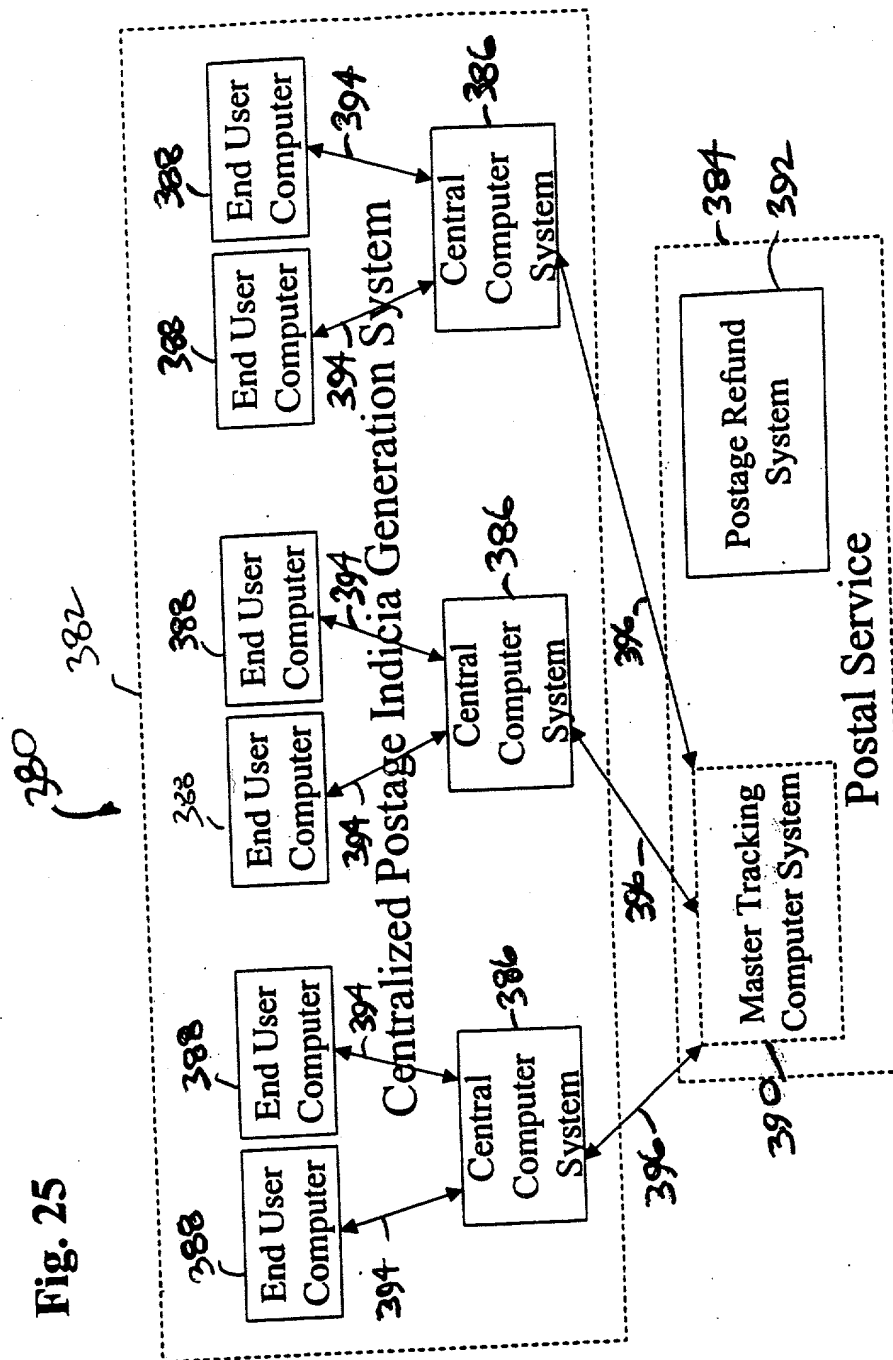 Fig. 25
380
382
388
388
388
388
388
388
End User
Computer
End User
Computer
End User
Computer
End User
Computer
End User
Computer
End User
Computer
394
394
394
394
394
394
Centralized Postage Indicia Generation System
Central
Computer
System
386
Central
Computer
System
386
Central
Computer
System
386
396
396
396
384
390
Master Tracking
Computer System
Postage Refund
System
392
Postal Service